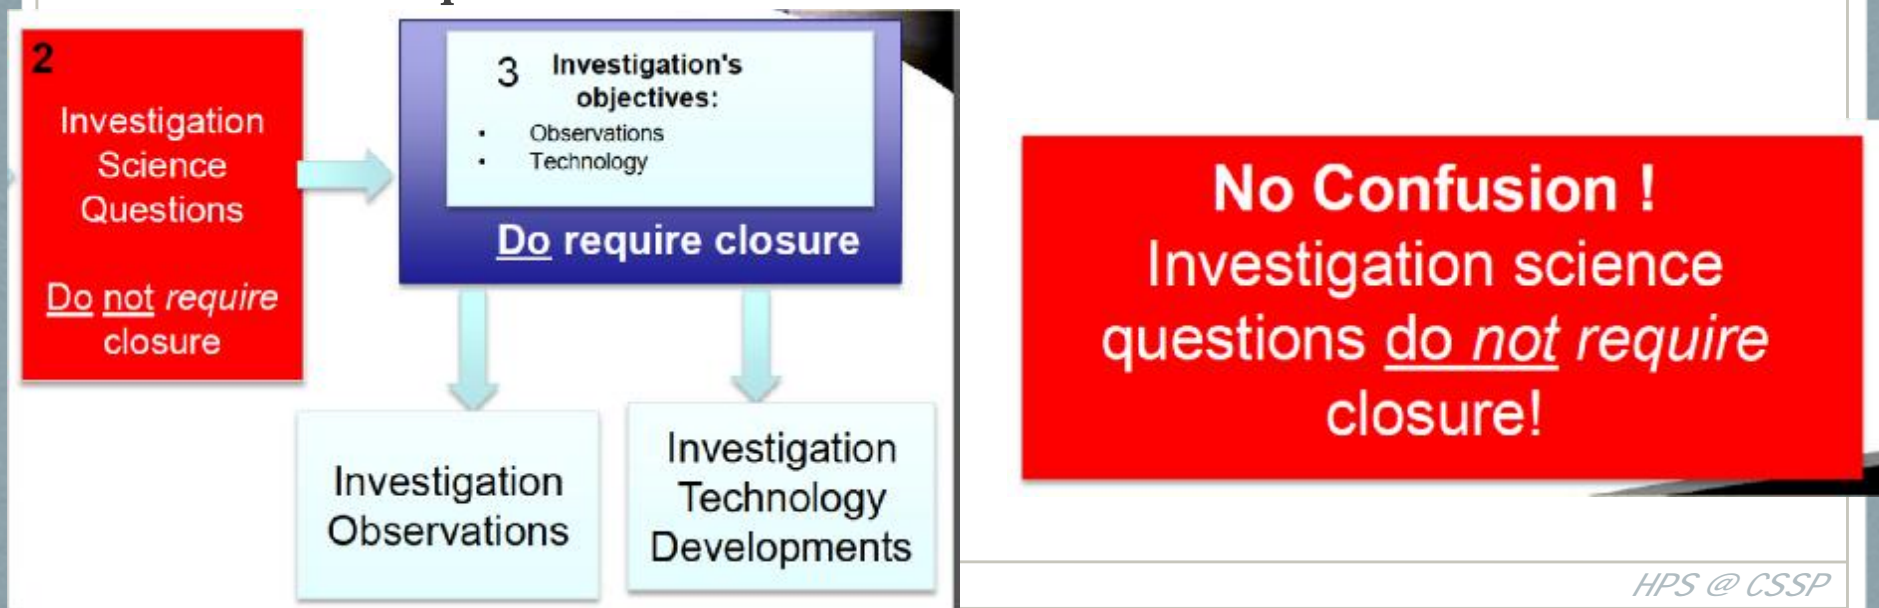 2
Investigation
Science
Questions
Do not require
closure
3 Investigation's
objectives:
• Observations
• Technology
Do require closure
Investigation
Observations
Investigation
Technology
Developments
No Confusion !
Investigation science
questions do not require
closure!
HPS @ CSSP